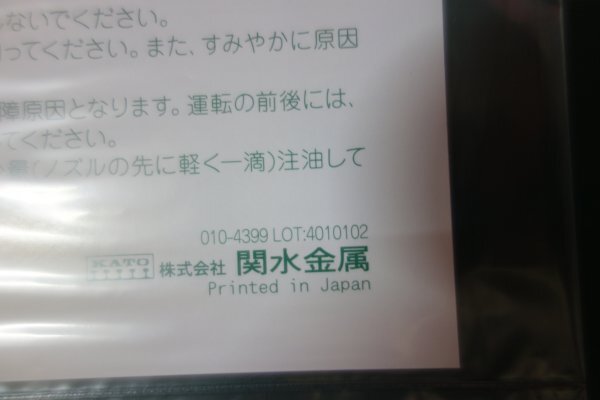 しないでください。
切ってください。また、すみやかに原因
障原因となります。運転の前後には、
てください。
量(ノズルの先に軽く一滴)注油して
010-4399 LOT:4010102
KATO 株式会社 関水金属
Printed in Japan